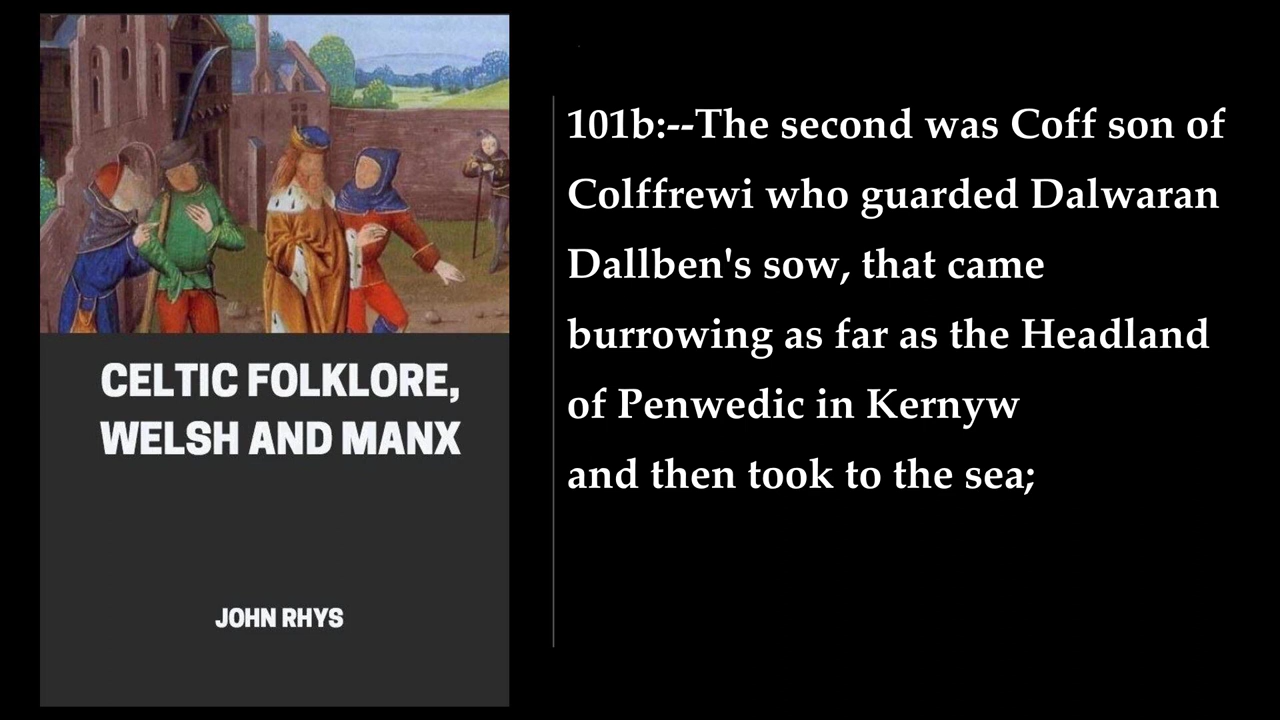 CELTIC FOLKLORE,
WELSH AND MANX
JOHN RHYS
101b:--The second was Coff son of
Colffrewi who guarded Dalwaran
Dallben's sow, that came
burrowing as far as the Headland
of Penwedic in Kernyw
and then took to the sea;